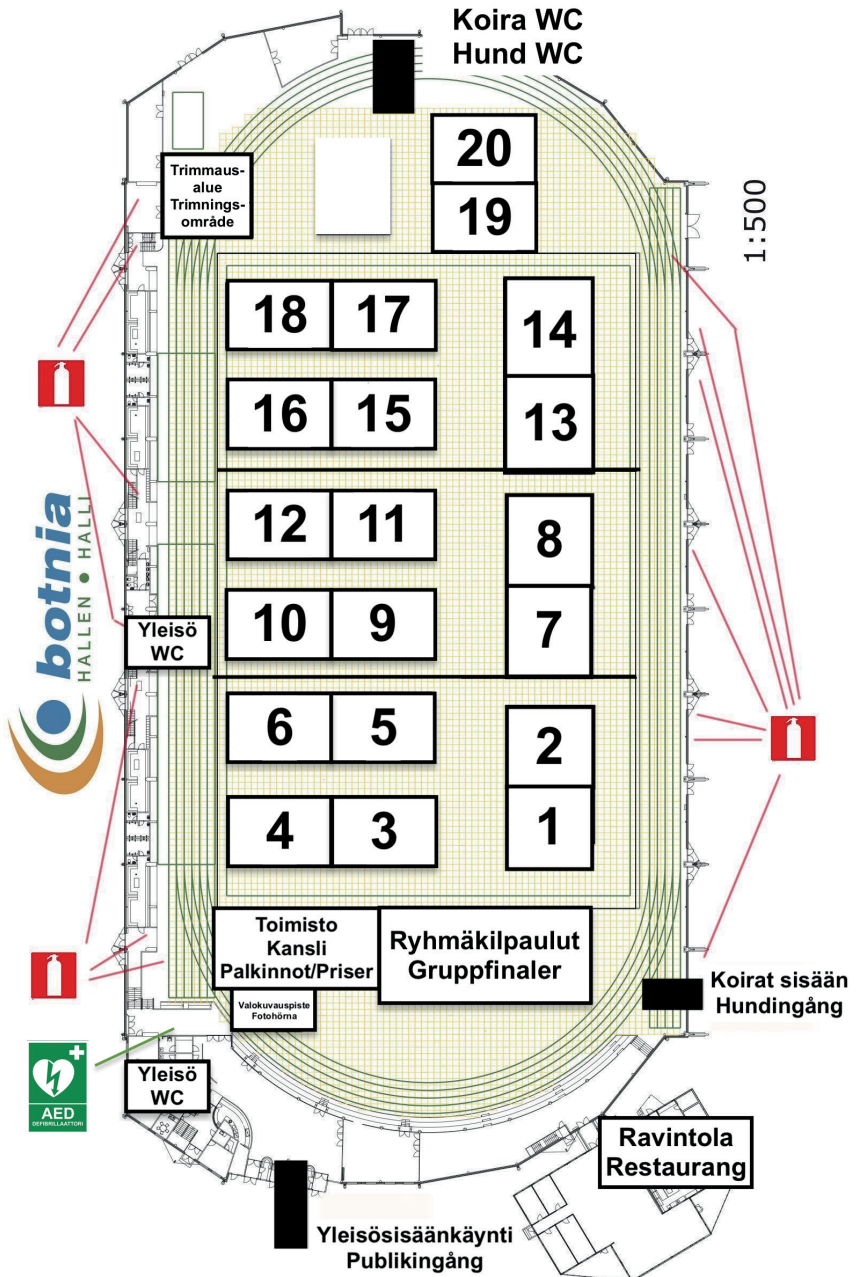 Koira WC
Hund WC
20
19
1:500
Trimmaus-
alue
Trimnings-
område
18
17
14
16
15
13
botnia
HALLEN • HALLI
12
11
8
10
9
7
Yleisö
WC
6
5
2
4
3
1
Toimisto
Kansli
Palkinnot/Priser
Ryhmäkilpaulut
Gruppfinaler
Valokuvauspiste
Fotohörna
Koirat sisään
Hundingång
AED
DEFIBRILLAATTORI
Yleisö
WC
Ravintola
Restaurang
Yleisösisäänkäynti
Publikingång